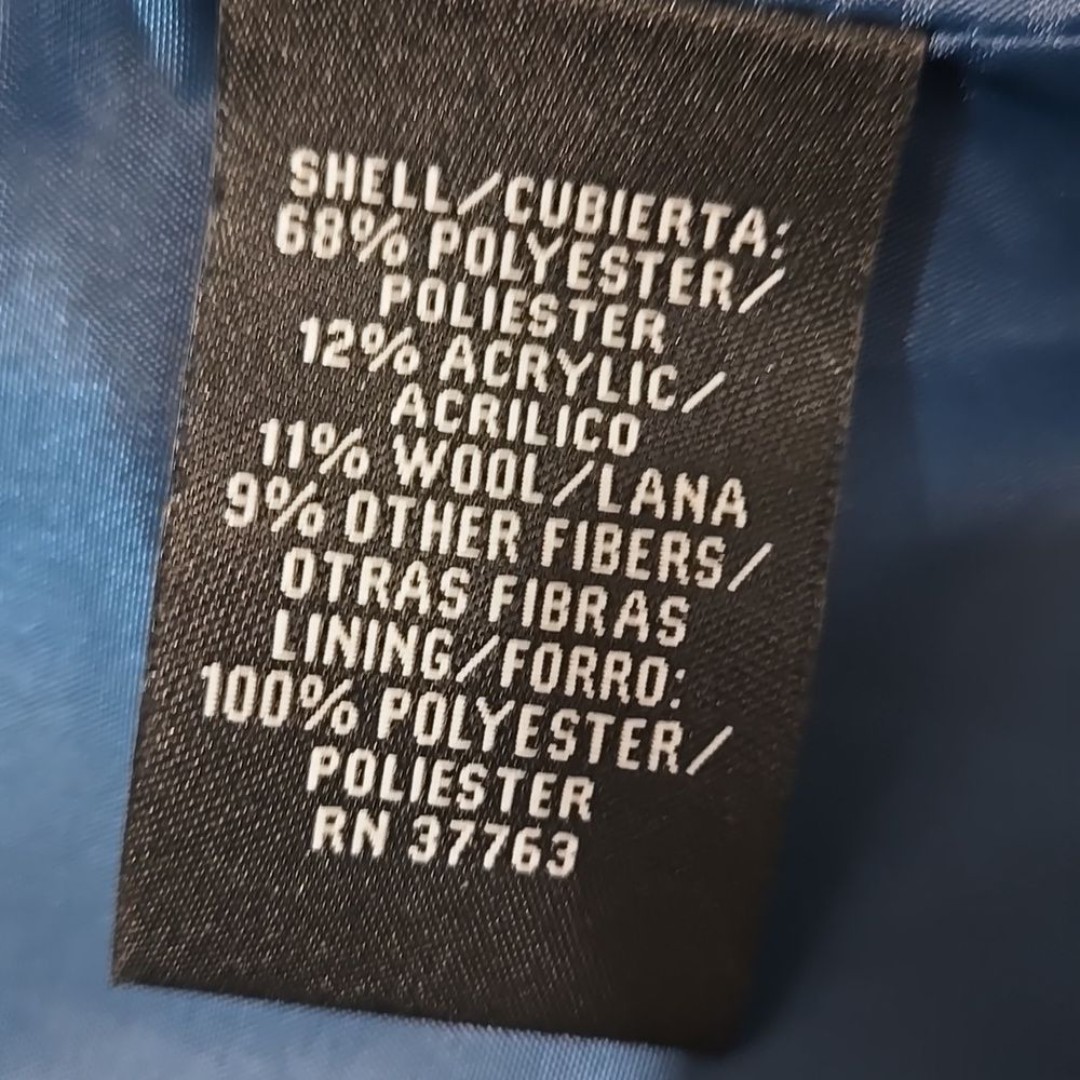 SHELL/CUBIERTA:
68% POLYESTER/
POLIESTER
12% ACRYLIC/
ACRILICO
11% WOOL/LANA
9% OTHER FIBERS/
OTRAS FIBRAS
LINING/FORRO:
100% POLYESTER/
POLIESTER
RN 37763